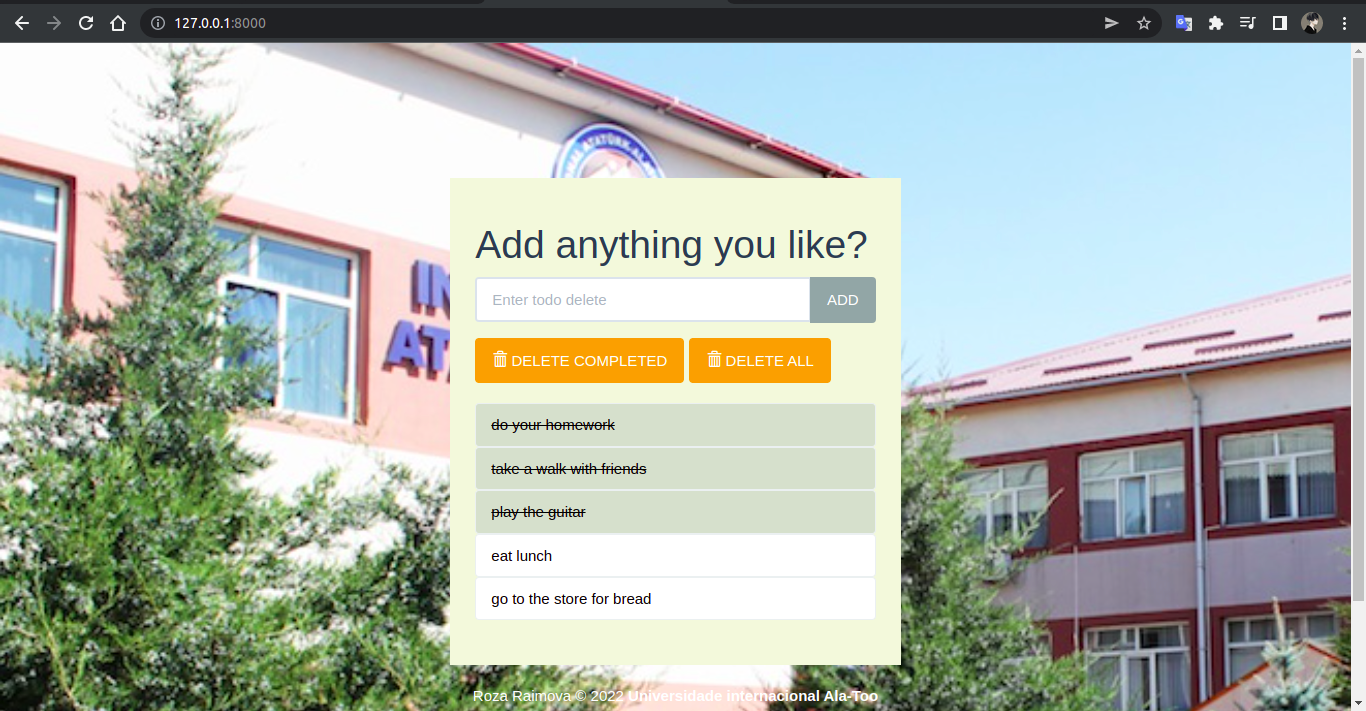 127.0.0.1:8000
Add anything you like?
Enter todo delete
ADD
DELETE COMPLETED
DELETE ALL
do your homework
take a walk with friends
play the guitar
eat lunch
go to the store for bread
Roza Raimova © 2022 Universidade internacional Ala-Too